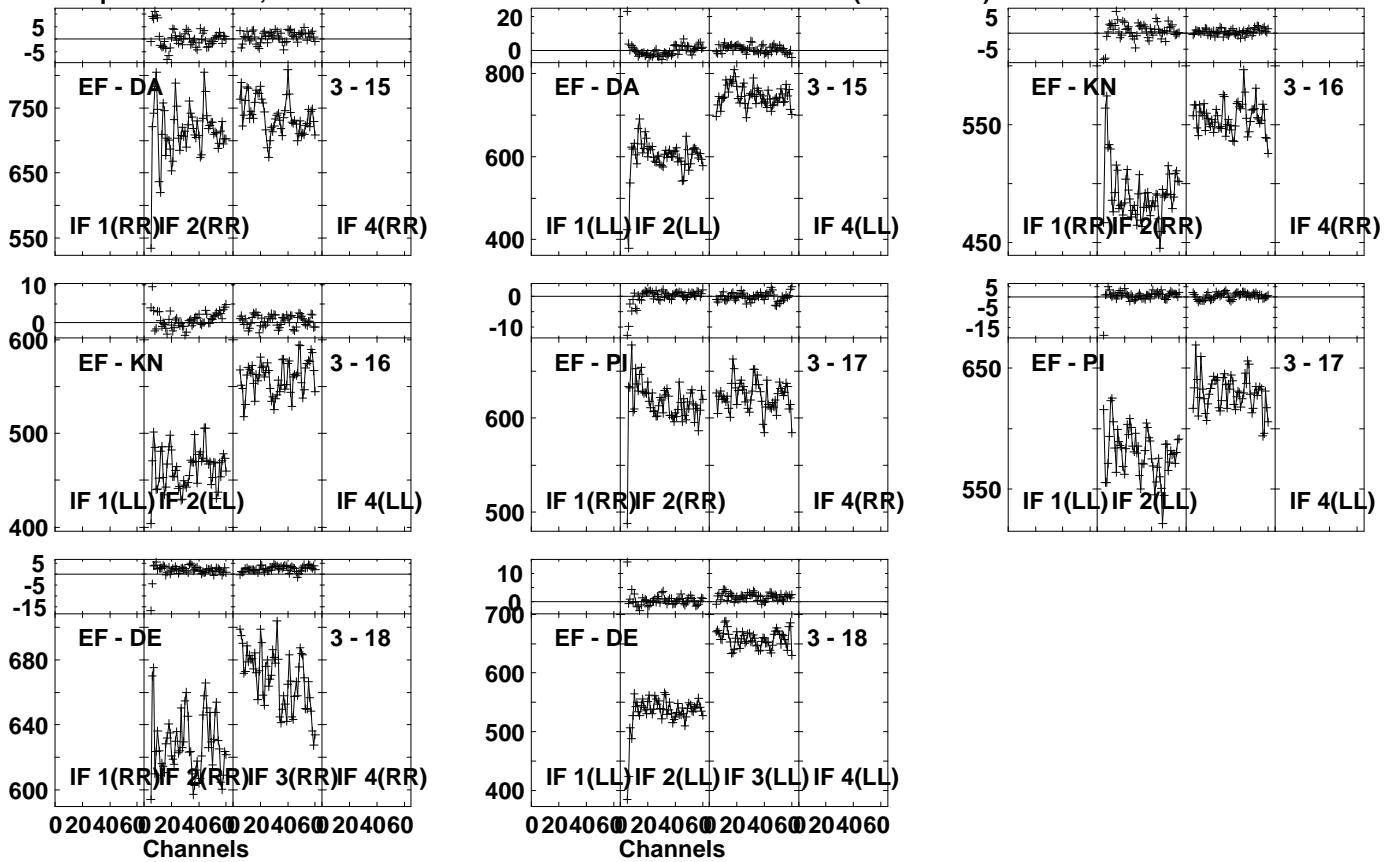 5
-5
EF - DA 3 - 15
750
650
550
IF 1(RR) IF 2(RR) IF 4(RR)
20
0
EF - DA 3 - 15
800
600
400
IF 1(LL) IF 2(LL) IF 4(LL)
5
-5
EF - KN 3 - 16
550
450
IF 1(RR) IF 2(RR) IF 4(RR)
10
0
600
EF - KN 3 - 16
500
400
IF 1(LL) IF 2(LL) IF 4(LL)
0
-10
EF - PI 3 - 17
600
500
IF 1(RR) IF 2(RR) IF 4(RR)
5
-5
-15
EF - PI 3 - 17
650
550
IF 1(LL) IF 2(LL) IF 4(LL)
5
-5
-15
EF - DE 3 - 18
680
640
600
IF 1(RR) IF 2(RR) IF 3(RR) IF 4(RR)
0 20 40 60 0 20 40 60 0 20 40 60 0 20 40 60
Channels
10
0
700
EF - DE 3 - 18
600
500
400
IF 1(LL) IF 2(LL) IF 3(LL) IF 4(LL)
0 20 40 60 0 20 40 60 0 20 40 60 0 20 40 60
Channels